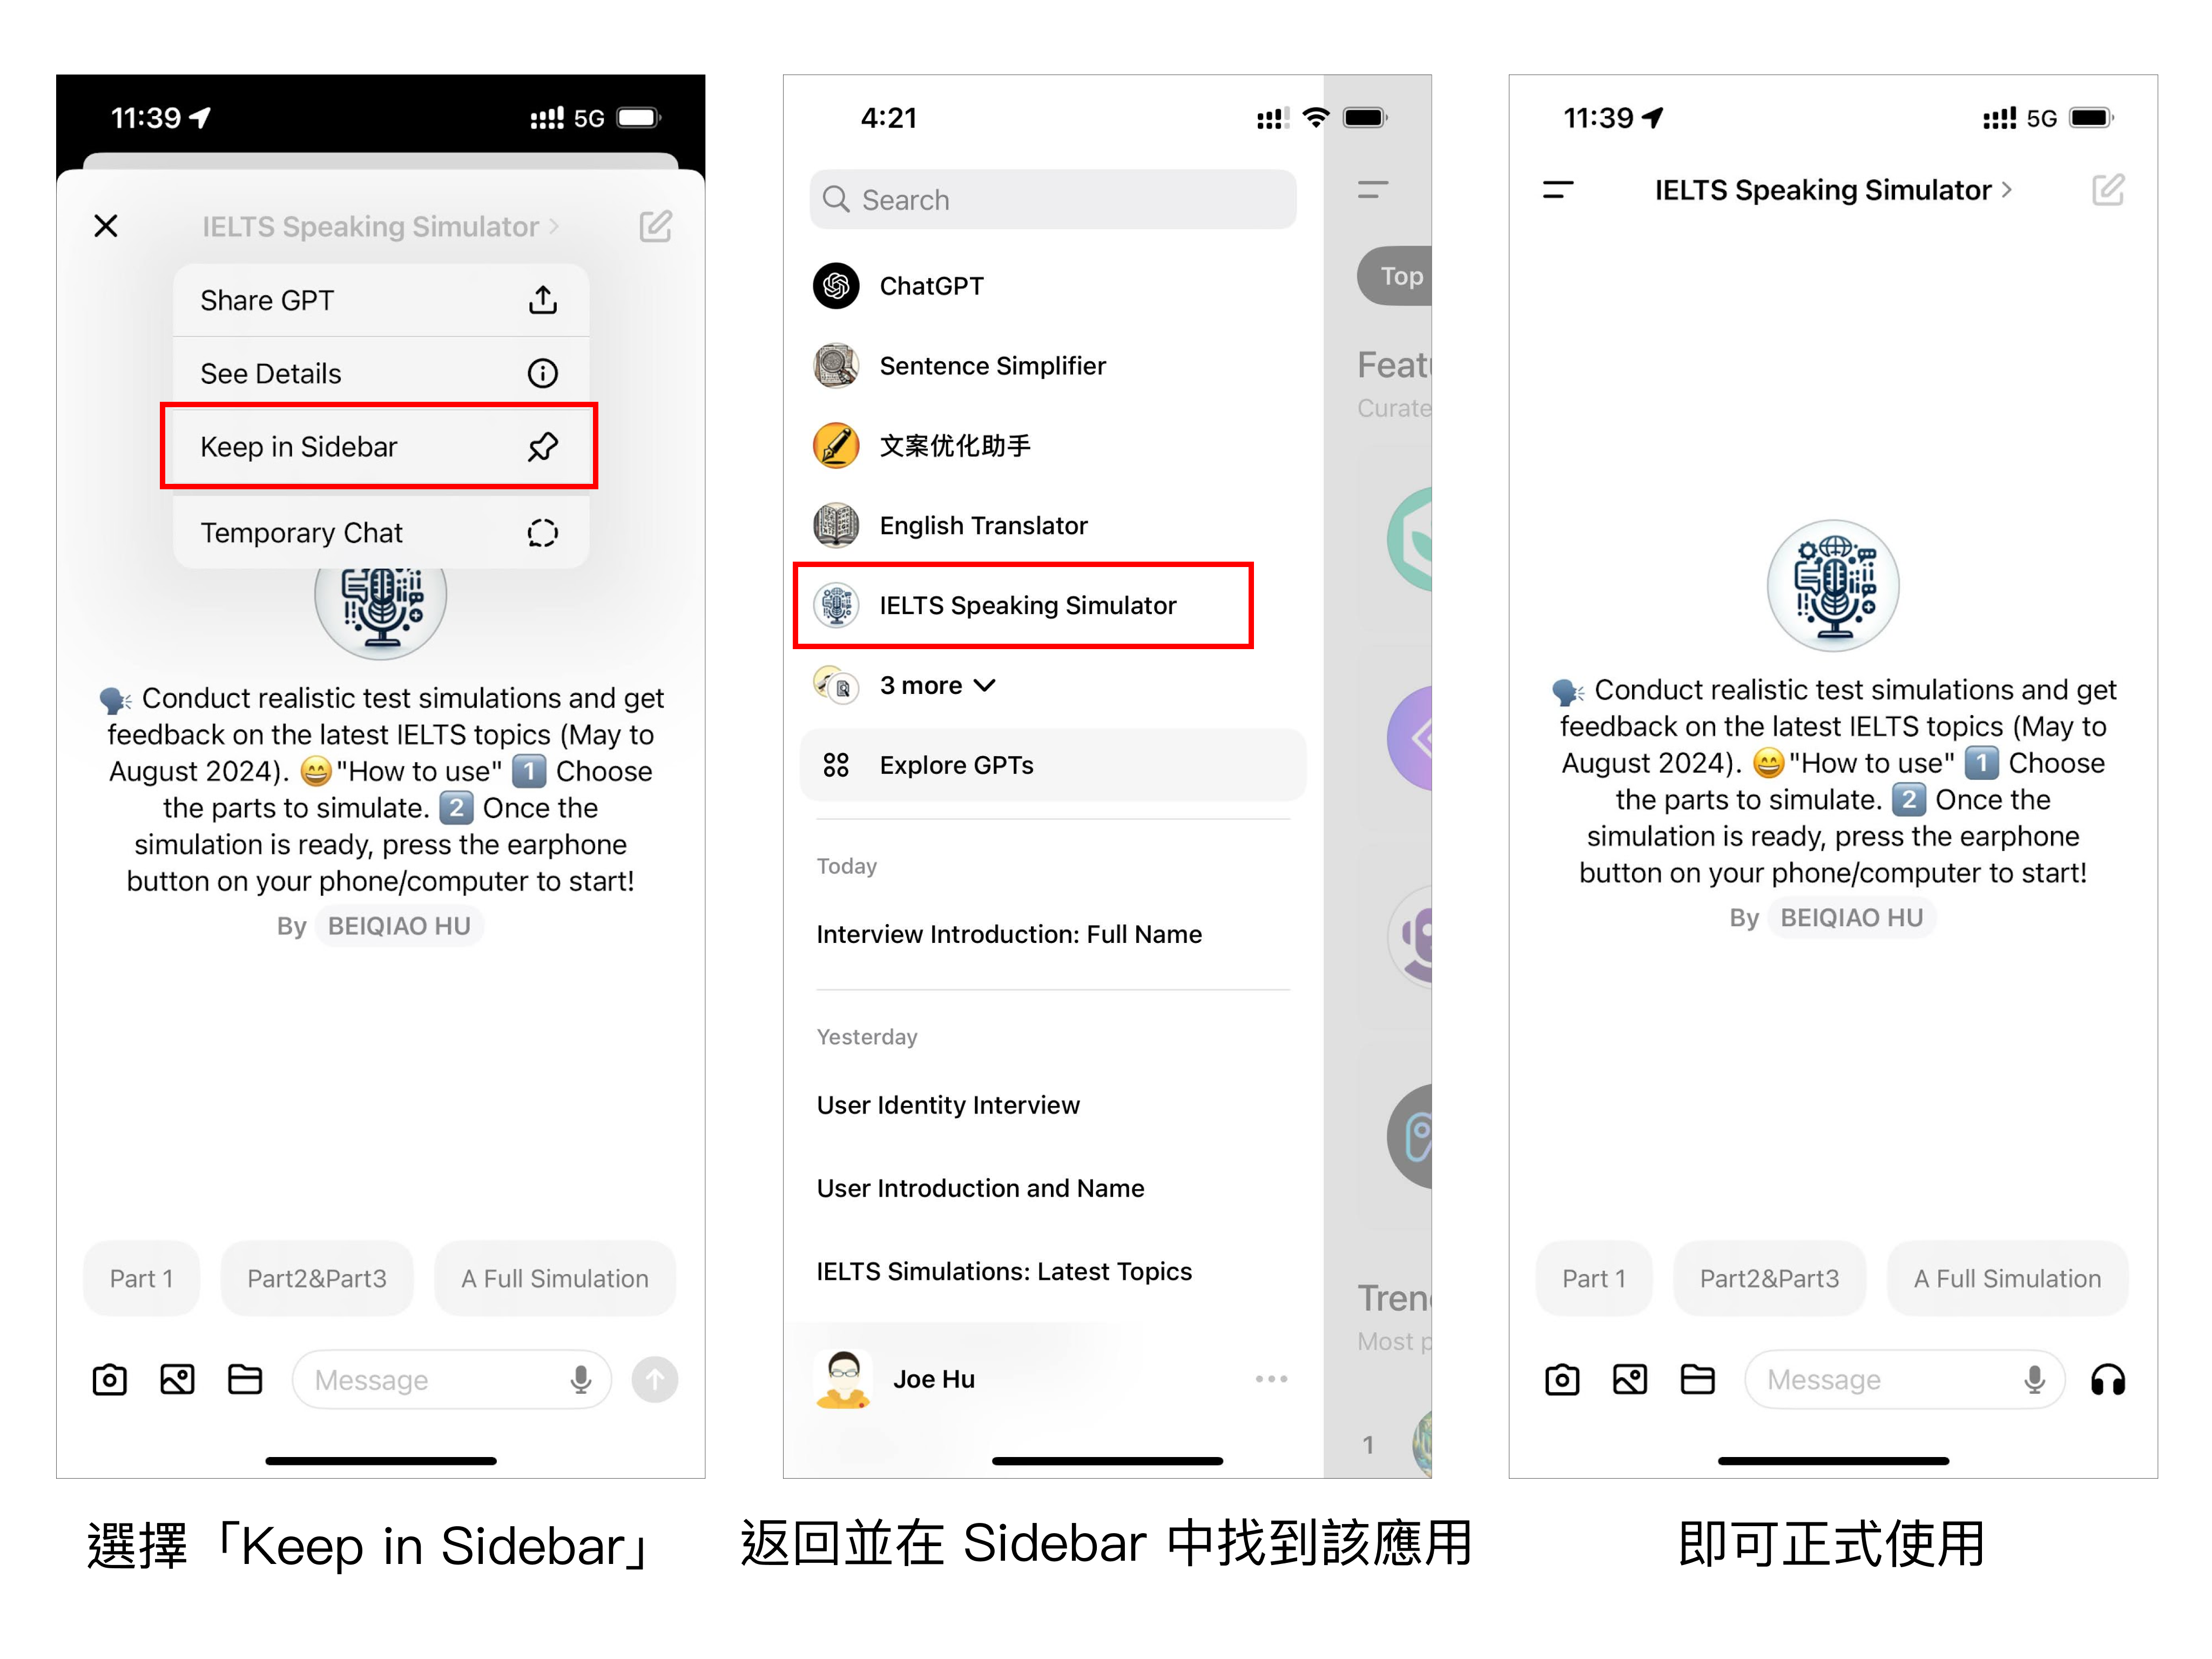 11:39
5G
IELTS Speaking Simulator
Share GPT
See Details
Keep in Sidebar
Temporary Chat
🗣 Conduct realistic test simulations and get
feedback on the latest IELTS topics (May to
August 2024). 😄"How to use" 1️⃣ Choose
the parts to simulate. 2️⃣ Once the
simulation is ready, press the earphone
button on your phone/computer to start!
By BEIQIAO HU
Part 1
Part2&Part3
A Full Simulation
Message
選擇「Keep in Sidebar」
4:21
Search
ChatGPT
Sentence Simplifier
文案优化助手
English Translator
IELTS Speaking Simulator
3 more
Explore GPTs
Today
Interview Introduction: Full Name
Yesterday
User Identity Interview
User Introduction and Name
IELTS Simulations: Latest Topics
Joe Hu
Top
Feat
Curate
Tren
Most p
1
返回並在 Sidebar 中找到該應用
11:39
5G
IELTS Speaking Simulator
🗣 Conduct realistic test simulations and get
feedback on the latest IELTS topics (May to
August 2024). 😄"How to use" 1️⃣ Choose
the parts to simulate. 2️⃣ Once the
simulation is ready, press the earphone
button on your phone/computer to start!
By BEIQIAO HU
Part 1
Part2&Part3
A Full Simulation
Message
即可正式使用